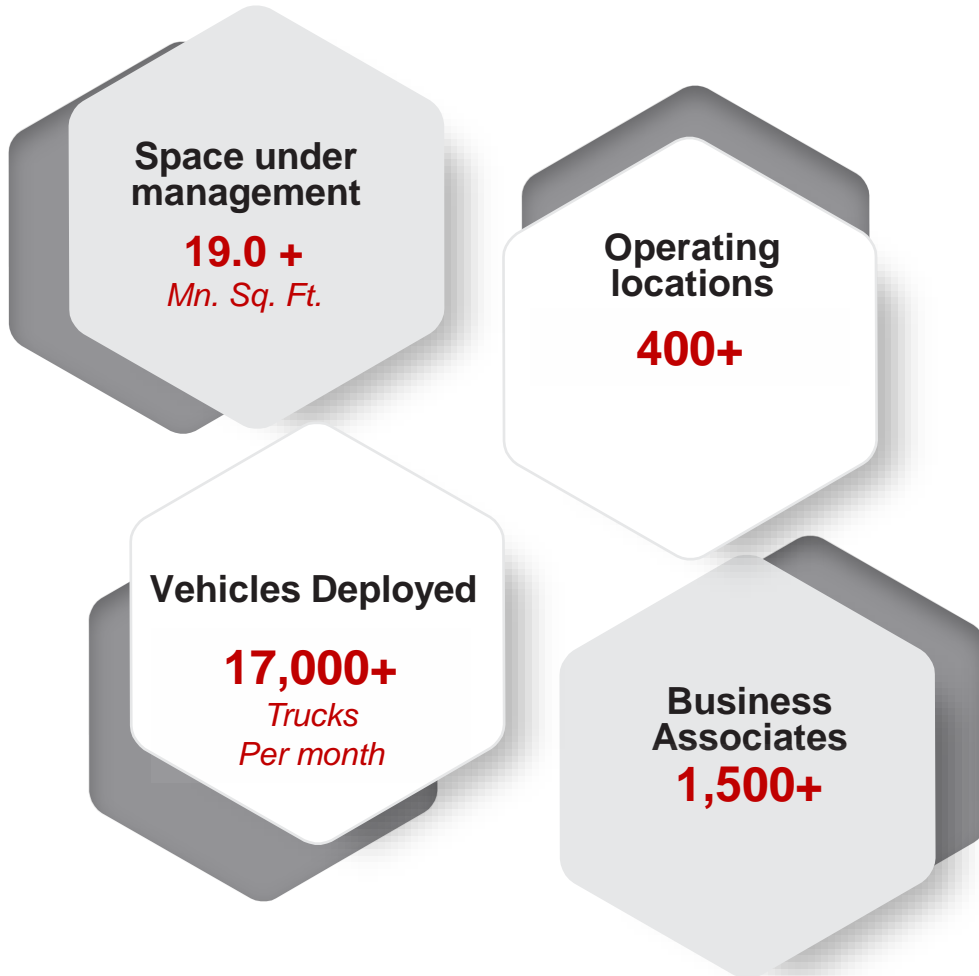 Space under
management
19.0 +
Mn. Sq. Ft.
Operating
locations
400+
Vehicles Deployed
17,000+
Trucks
Per month
Business
Associates
1,500+